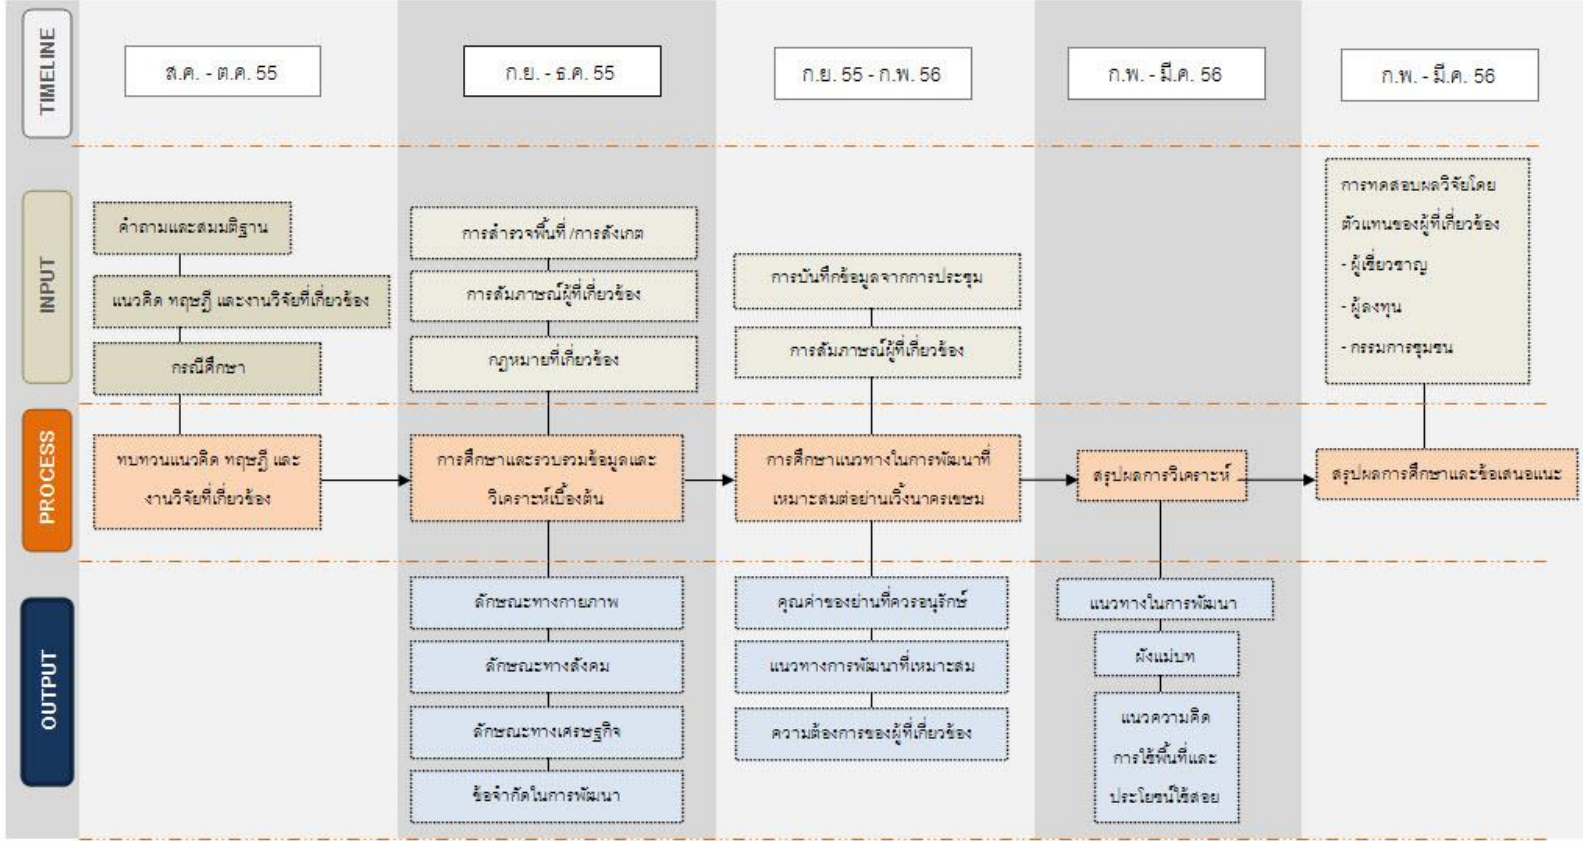 TIMELINE
ส.ค. - ต.ค. 55
ก.ย. - ธ.ค. 55
ก.ย. 55 - ก.พ. 56
ก.พ. - มี.ค. 56
ก.พ. - มี.ค. 56
INPUT
คำถามและสมมติฐาน
แนวคิด ทฤษฎี และงานวิจัยที่เกี่ยวข้อง
กรณีศึกษา
การสำรวจพื้นที่ /การสังเกต
การสัมภาษณ์ผู้ที่เกี่ยวข้อง
กฎหมายที่เกี่ยวข้อง
การบันทึกข้อมูลจากการประชุม
การสัมภาษณ์ผู้ที่เกี่ยวข้อง
การทดสอบผลวิจัยโดย
ตัวแทนของผู้ที่เกี่ยวข้อง
- ผู้เชี่ยวชาญ
- ผู้ลงทุน
- กรรมการชุมชน
PROCESS
ทบทวนแนวคิด ทฤษฎี และ
งานวิจัยที่เกี่ยวข้อง
การศึกษาและรวบรวมข้อมูลและ
วิเคราะห์เบื้องต้น
การศึกษาแนวทางในการพัฒนาที่
เหมาะสมต่อย่านเวิ้งนาครเขษม
สรุปผลการวิเคราะห์
สรุปผลการศึกษาและข้อเสนอแนะ
OUTPUT
ลักษณะทางกายภาพ
ลักษณะทางสังคม
ลักษณะทางเศรษฐกิจ
ข้อจำกัดในการพัฒนา
คุณค่าของย่านที่ควรอนุรักษ์
แนวทางการพัฒนาที่เหมาะสม
ความต้องการของผู้ที่เกี่ยวข้อง
แนวทางในการพัฒนา
ผังแม่บท
แนวความคิด
การใช้พื้นที่และ
ประโยชน์ใช้สอย